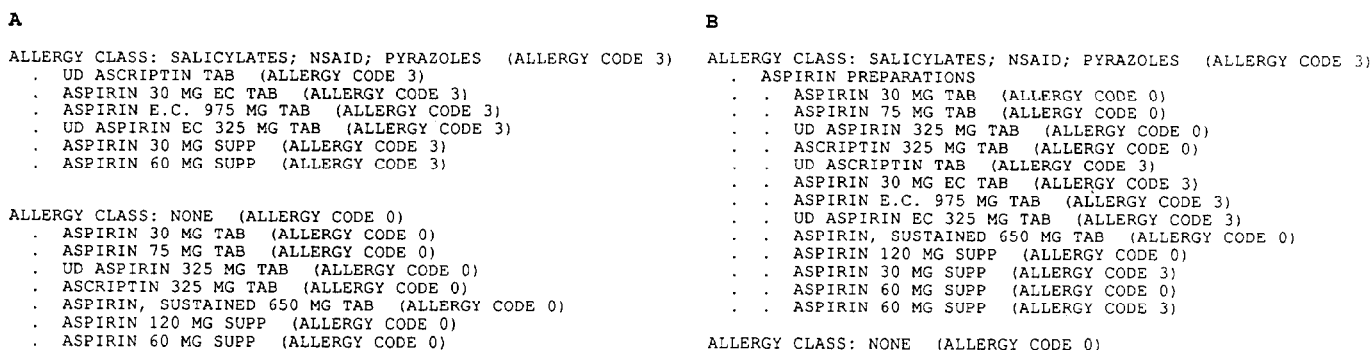 A
ALLERGY CLASS: SALICYLATES; NSAID; PYRAZOLES (ALLERGY CODE 3)
. UD ASCRIPTIN TAB (ALLERGY CODE 3)
. ASPIRIN 30 MG EC TAB (ALLERGY CODE 3)
. ASPIRIN E.C. 975 MG TAB (ALLERGY CODE 3)
. UD ASPIRIN EC 325 MG TAB (ALLERGY CODE 3)
. ASPIRIN 30 MG SUPP (ALLERGY CODE 3)
. ASPIRIN 60 MG SUPP (ALLERGY CODE 3)
ALLERGY CLASS: NONE (ALLERGY CODE 0)
. ASPIRIN 30 MG TAB (ALLERGY CODE 0)
. ASPIRIN 75 MG TAB (ALLERGY CODE 0)
. UD ASPIRIN 325 MG TAB (ALLERGY CODE 0)
. ASCRIPTIN 325 MG TAB (ALLERGY CODE 0)
. ASPIRIN, SUSTAINED 650 MG TAB (ALLERGY CODE 0)
. ASPIRIN 120 MG SUPP (ALLERGY CODE 0)
. ASPIRIN 60 MG SUPP (ALLERGY CODE 0)
B
ALLERGY CLASS: SALICYLATES; NSAID; PYRAZOLES (ALLERGY CODE 3)
. ASPIRIN PREPARATIONS
. . ASPIRIN 30 MG TAB (ALLERGY CODE 0)
. . ASPIRIN 75 MG TAB (ALLERGY CODE 0)
. . UD ASPIRIN 325 MG TAB (ALLERGY CODE 0)
. . ASCRIPTIN 325 MG TAB (ALLERGY CODE 0)
. . UD ASCRIPTIN TAB (ALLERGY CODE 3)
. . ASPIRIN 30 MG EC TAB (ALLERGY CODE 3)
. . ASPIRIN E.C. 975 MG TAB (ALLERGY CODE 3)
. . UD ASPIRIN EC 325 MG TAB (ALLERGY CODE 3)
. . ASPIRIN, SUSTAINED 650 MG TAB (ALLERGY CODE 0)
. . ASPIRIN 120 MG SUPP (ALLERGY CODE 0)
. . ASPIRIN 30 MG SUPP (ALLERGY CODE 3)
. . ASPIRIN 60 MG SUPP (ALLERGY CODE 0)
. . ASPIRIN 60 MG SUPP (ALLERGY CODE 3)
ALLERGY CLASS: NONE (ALLERGY CODE 0)